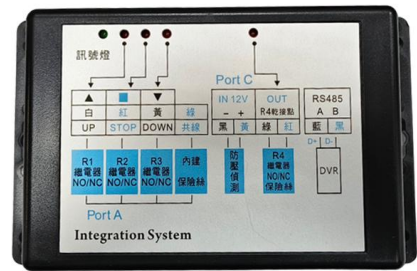 訊號燈
Port C
▲ ■ ▼
白 紅 黃 綠
UP STOP DOWN 共線
IN 12V OUT RS485
− + R4乾接點 A B
黑 黃 綠 紅 藍 黑
D+ D-
R1 R2 R3 內建
繼電器 繼電器 繼電器 保險絲
NO/NC NO/NC NO/NC
防壓偵測
R4
繼電器
NO/NC
保險絲
DVR
Port A
Integration System